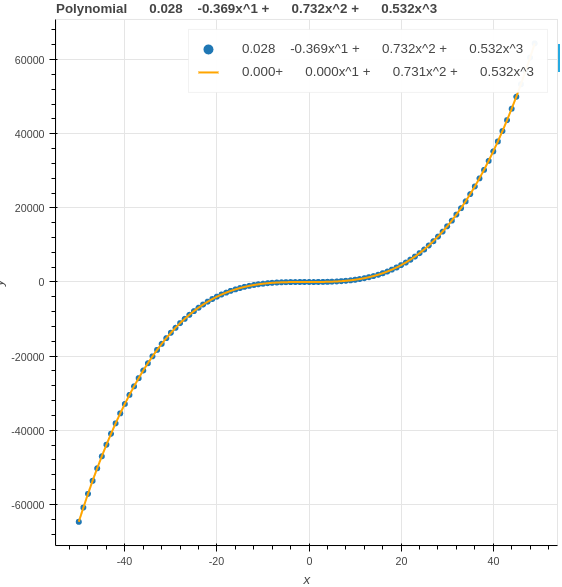 Polynomial 0.028 -0.369x^1 + 0.732x^2 + 0.532x^3
0.028 -0.369x^1 + 0.732x^2 + 0.532x^3
0.000+ 0.000x^1 + 0.731x^2 + 0.532x^3
60000
40000
20000
0
-20000
-40000
-60000
-40 -20 0 20 40
x